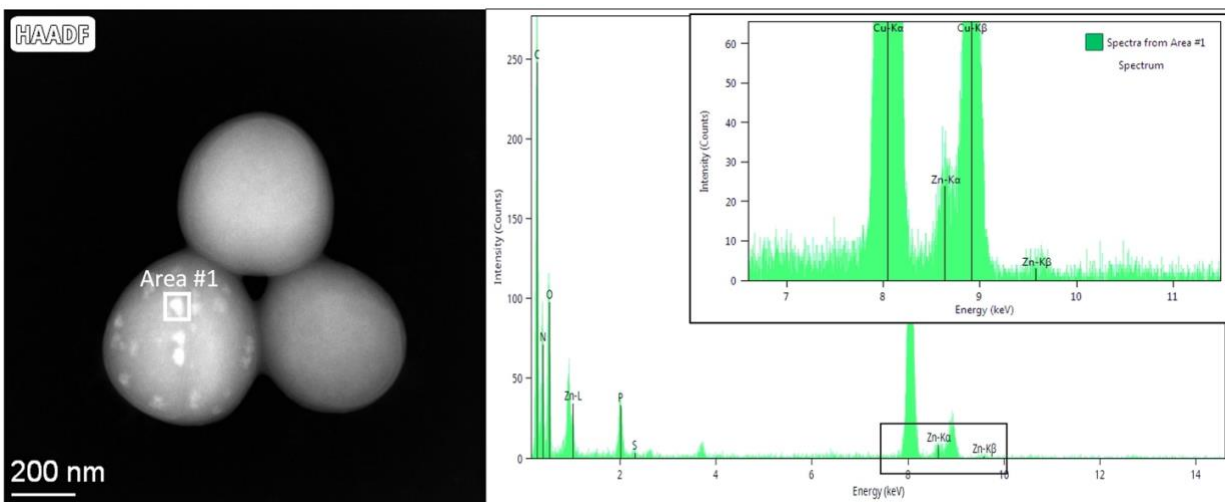 HAADF
Area #1
200 nm
Intensity (Counts)
250
200
150
100
50
0
C
O
N
Zn-L
P
S
Zn-Kα
Zn-Kβ
2
4
6
8
10
12
14
Energy (keV)
Intensity (Counts)
60
50
40
30
20
10
0
Cu-Kα
Cu-Kβ
Zn-Kα
Zn-Kβ
Spectra from Area #1
Spectrum
7
8
9
10
11
Energy (keV)